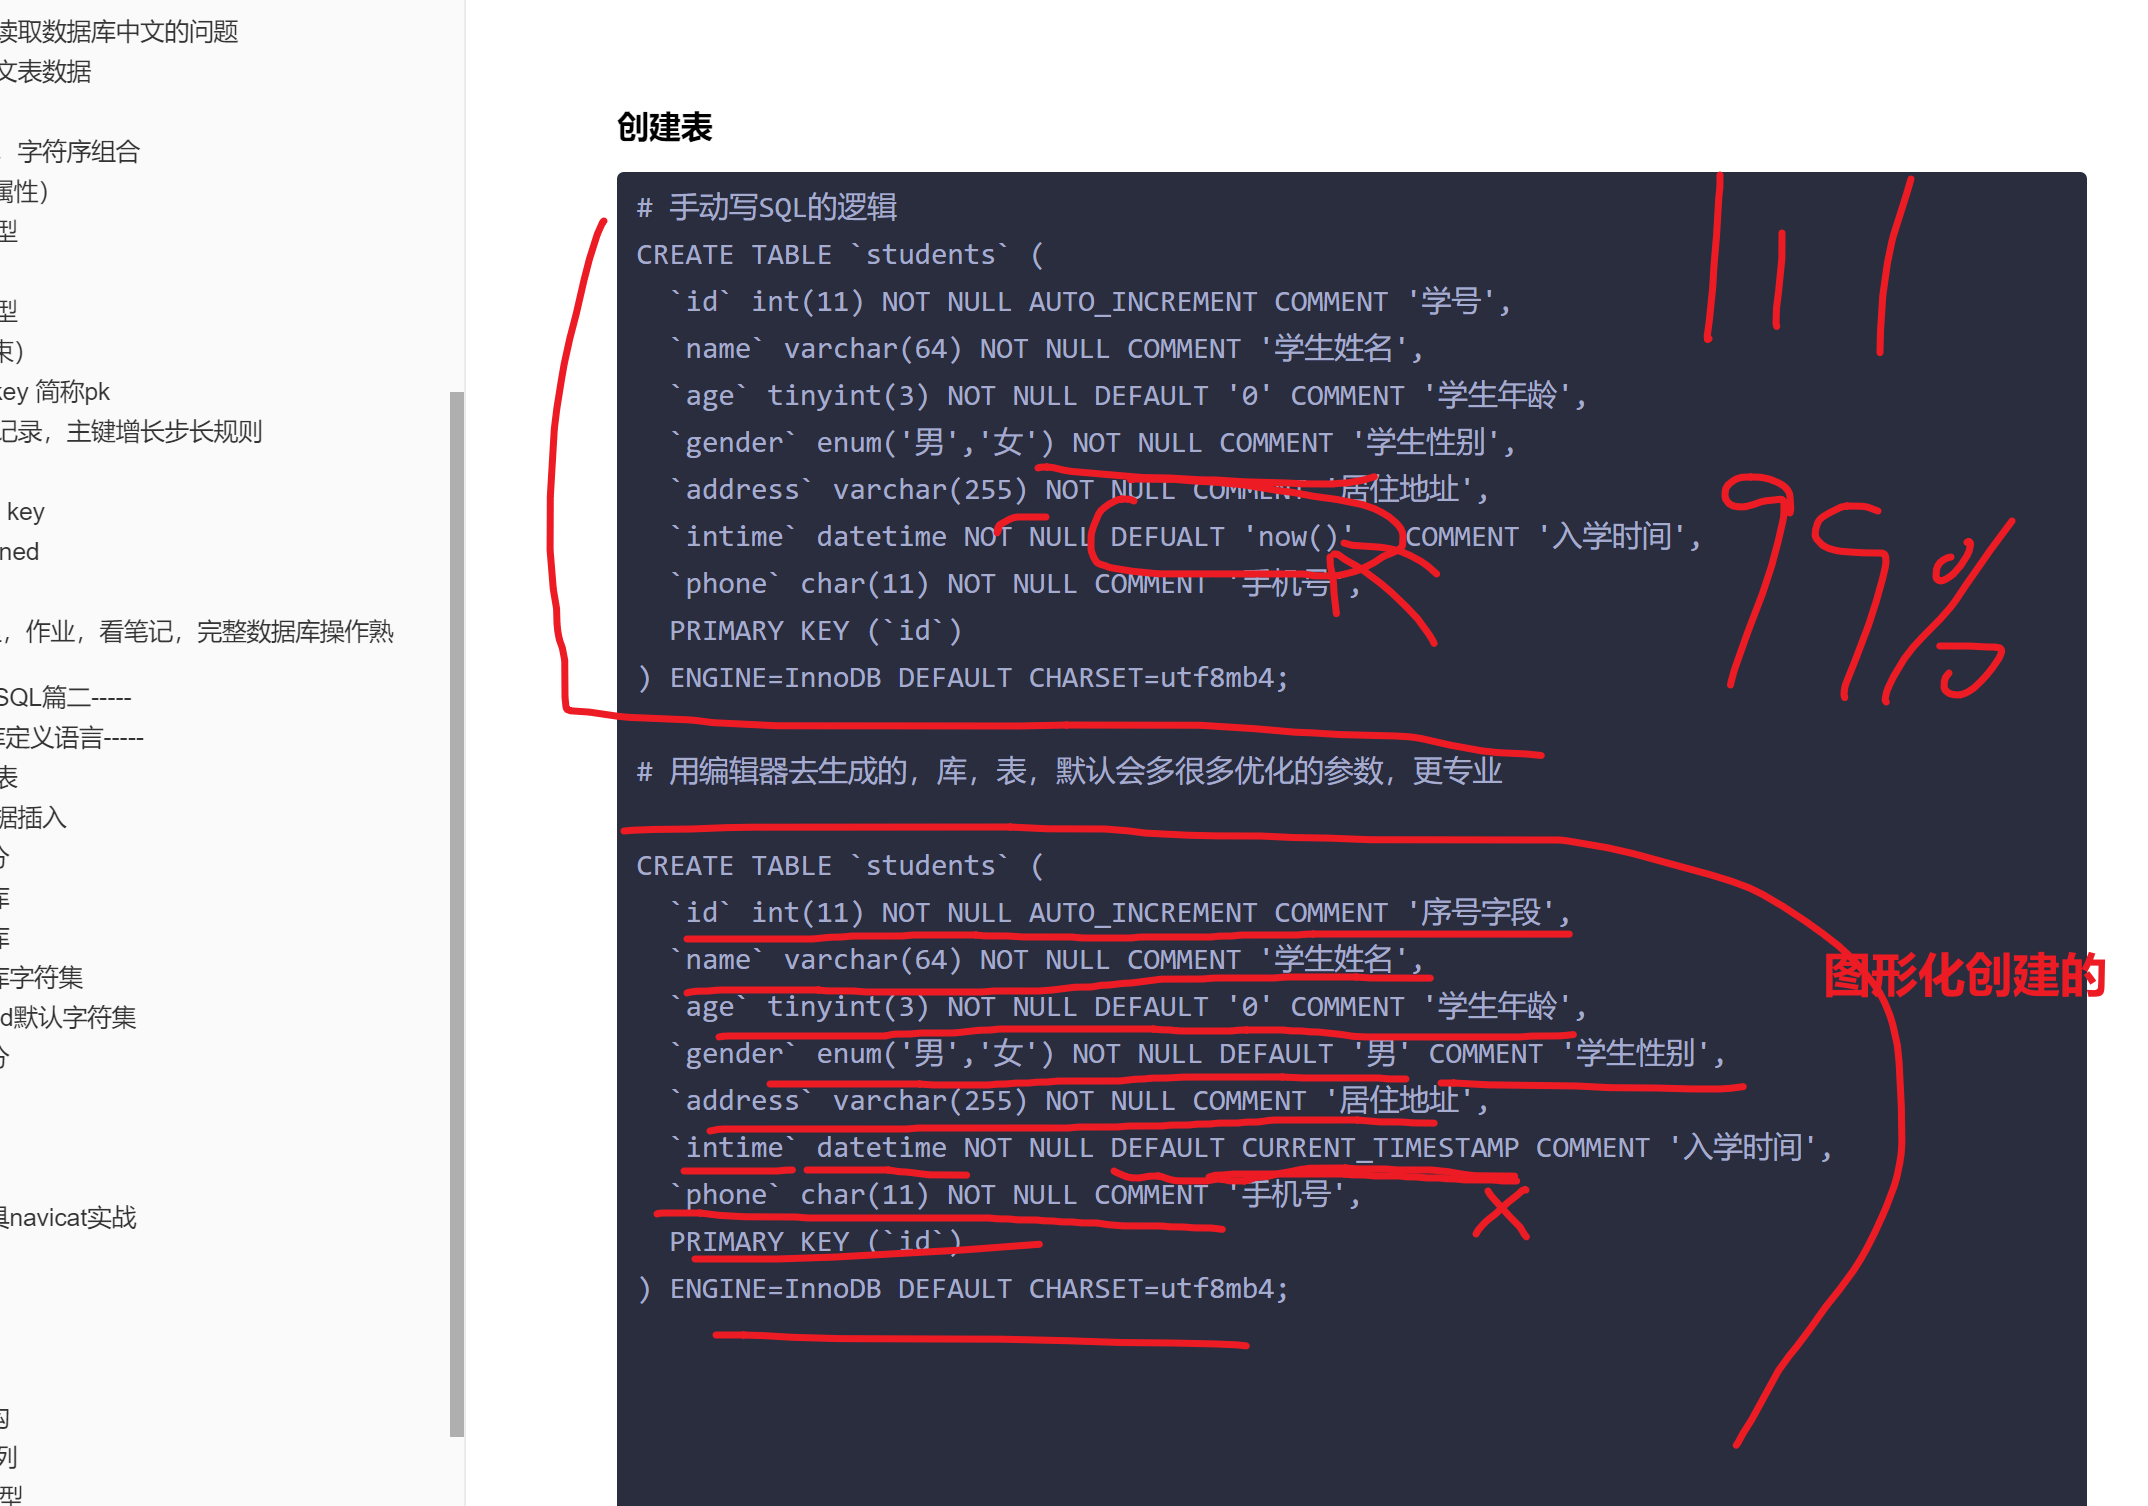 读取数据库中文的问题
文表数据
字符序组合
属性）
型
型
束）
key 简称pk
记录，主键增长步长规则
key
ned
，作业，看笔记，完整数据库操作熟
SQL篇二-----
库定义语言-----
表
据插入
库
库
库字符集
d默认字符集
具navicat实战
列
型
创建表
# 手动写SQL的逻辑
CREATE TABLE `students` (
`id` int(11) NOT NULL AUTO_INCREMENT COMMENT '学号',
`name` varchar(64) NOT NULL COMMENT '学生姓名',
`age` tinyint(3) NOT NULL DEFAULT '0' COMMENT '学生年龄',
`gender` enum('男','女') NOT NULL COMMENT '学生性别',
`address` varchar(255) NOT NULL COMMENT '居住地址',
`intime` datetime NOT NULL DEFUALT 'now()' COMMENT '入学时间',
`phone` char(11) NOT NULL COMMENT '手机号',
PRIMARY KEY (`id`)
) ENGINE=InnoDB DEFAULT CHARSET=utf8mb4;
99%
# 用编辑器去生成的，库，表，默认会多很多优化的参数，更专业
CREATE TABLE `students` (
`id` int(11) NOT NULL AUTO_INCREMENT COMMENT '序号字段',
`name` varchar(64) NOT NULL COMMENT '学生姓名',
`age` tinyint(3) NOT NULL DEFAULT '0' COMMENT '学生年龄',
`gender` enum('男','女') NOT NULL DEFAULT '男' COMMENT '学生性别',
`address` varchar(255) NOT NULL COMMENT '居住地址',
`intime` datetime NOT NULL DEFAULT CURRENT_TIMESTAMP COMMENT '入学时间',
`phone` char(11) NOT NULL COMMENT '手机号',
PRIMARY KEY (`id`)
) ENGINE=InnoDB DEFAULT CHARSET=utf8mb4;
图形化创建的